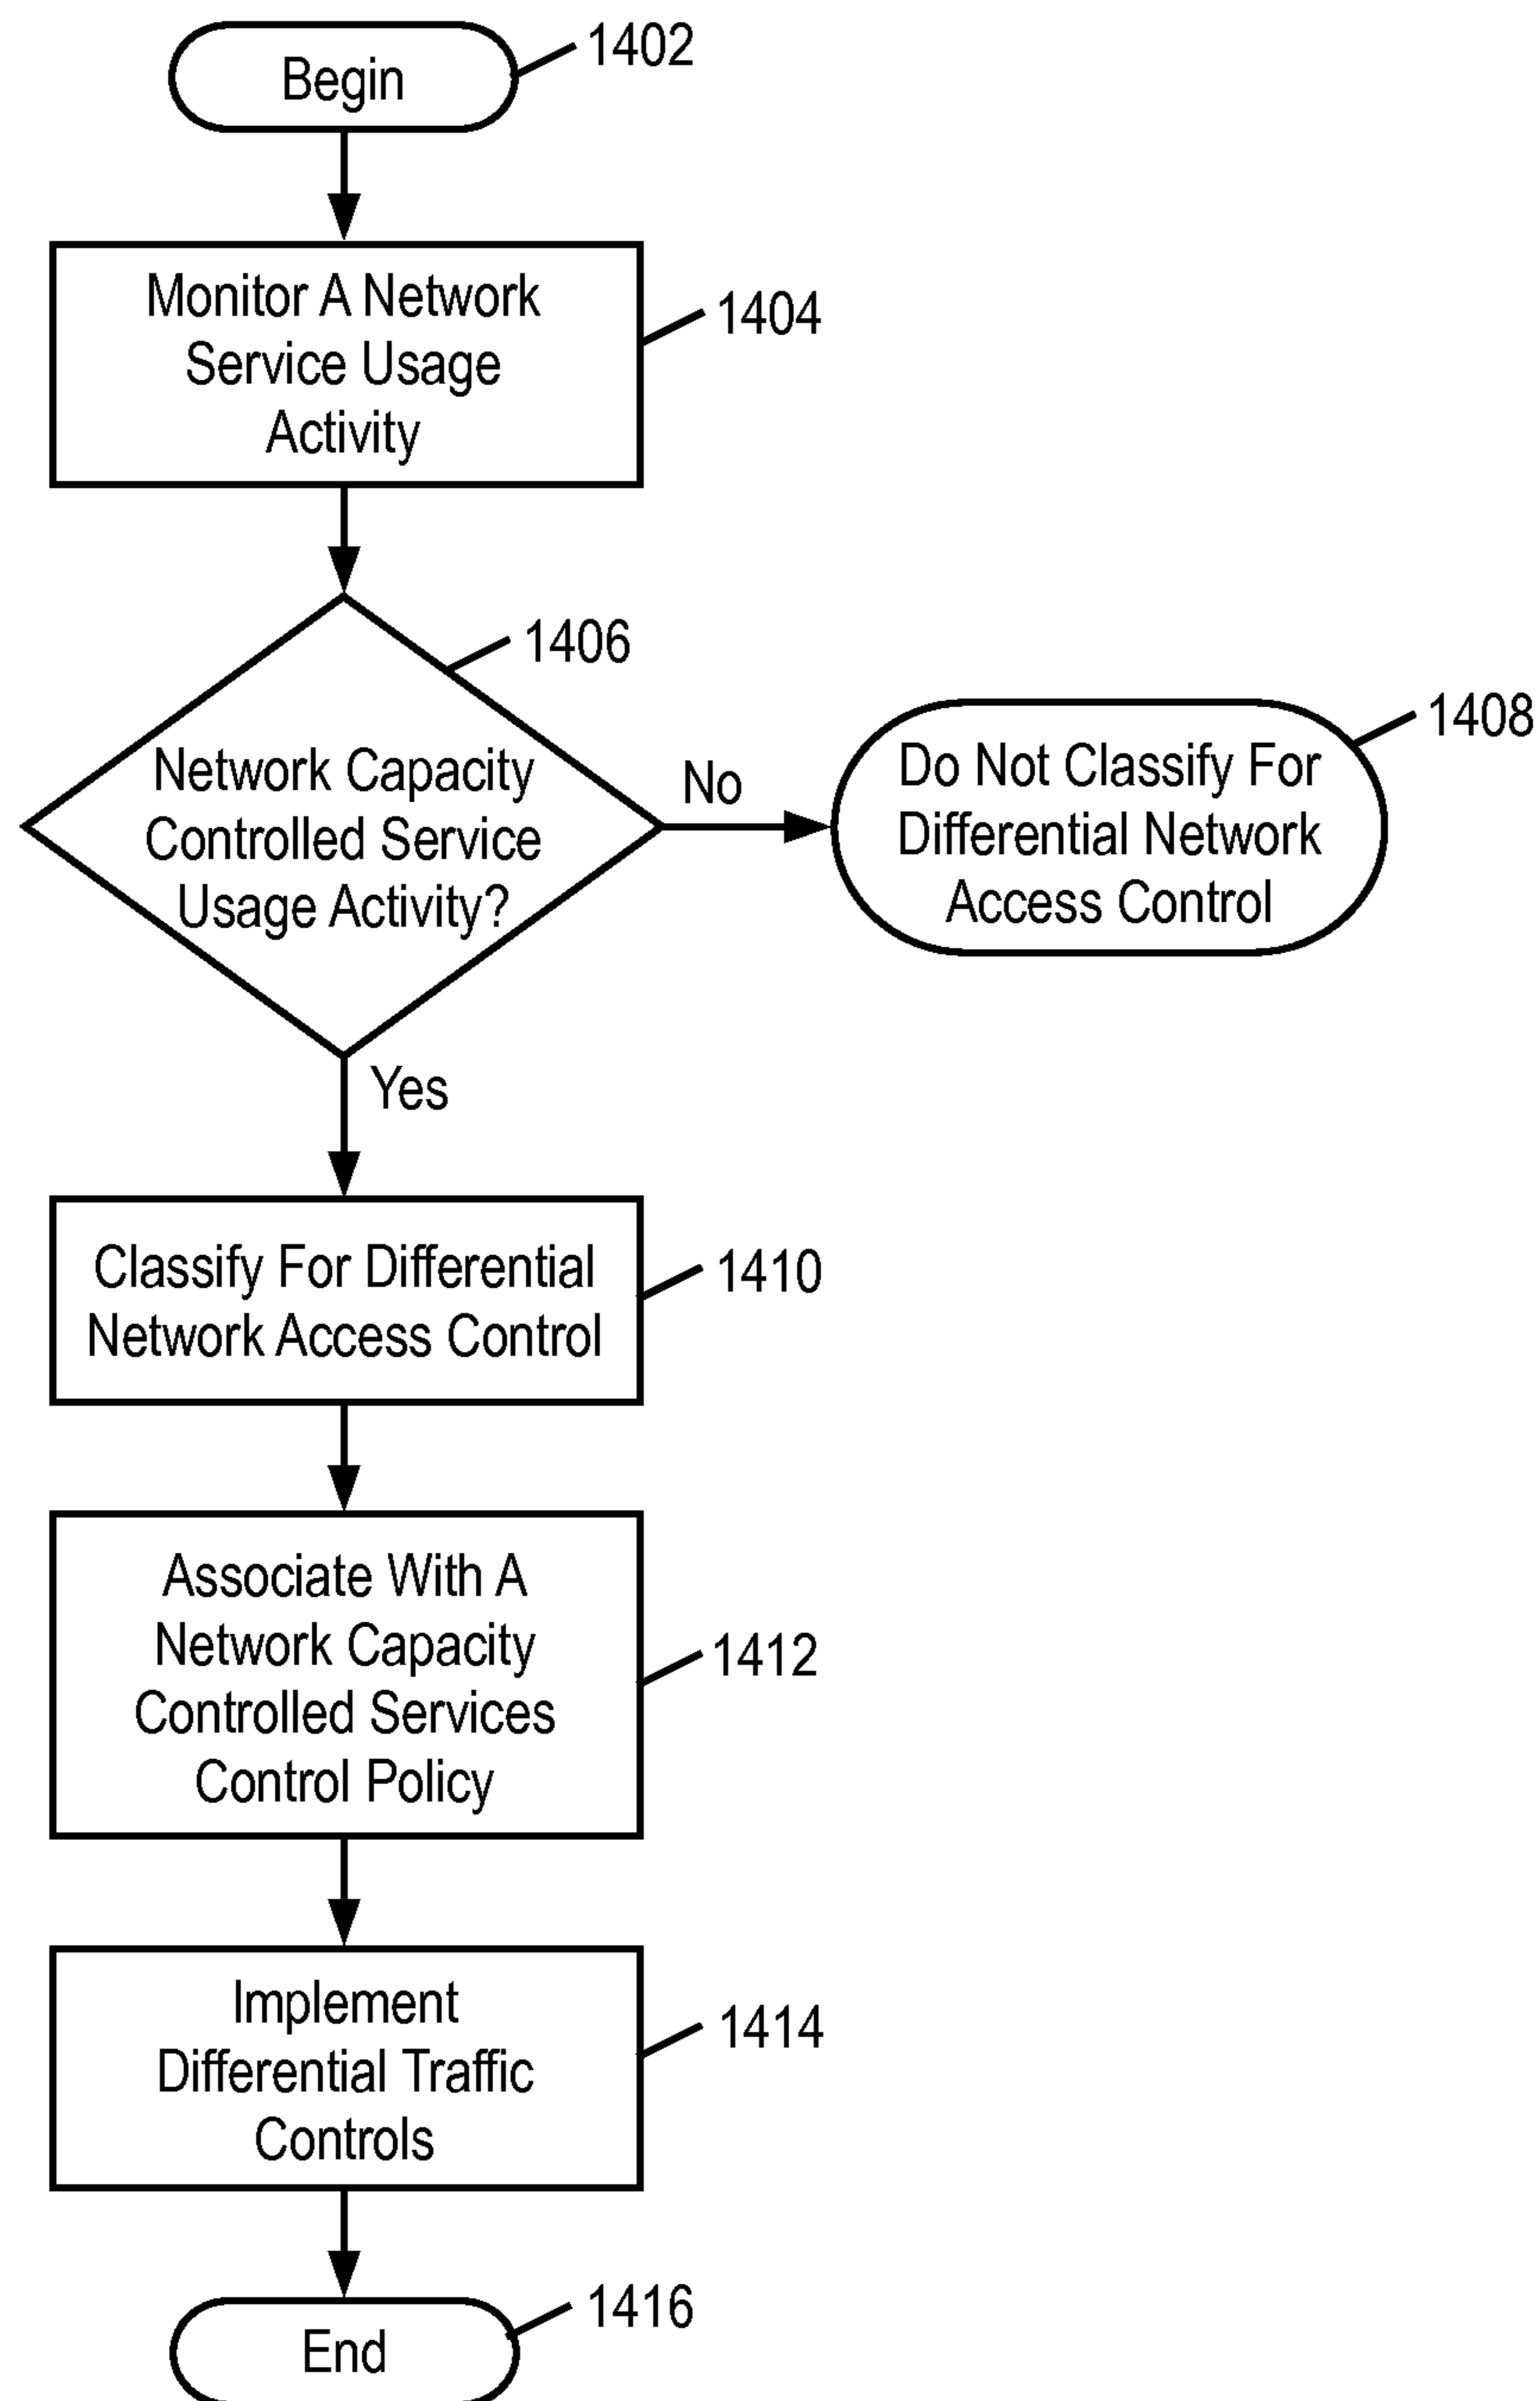 Begin
1402
Monitor A Network
Service Usage
Activity
1404
1406
Network Capacity
Controlled Service
Usage Activity?
No
Do Not Classify For
Differential Network
Access Control
1408
Yes
Classify For Differential
Network Access Control
1410
Associate With A
Network Capacity
Controlled Services
Control Policy
1412
Implement
Differential Traffic
Controls
1414
End
1416